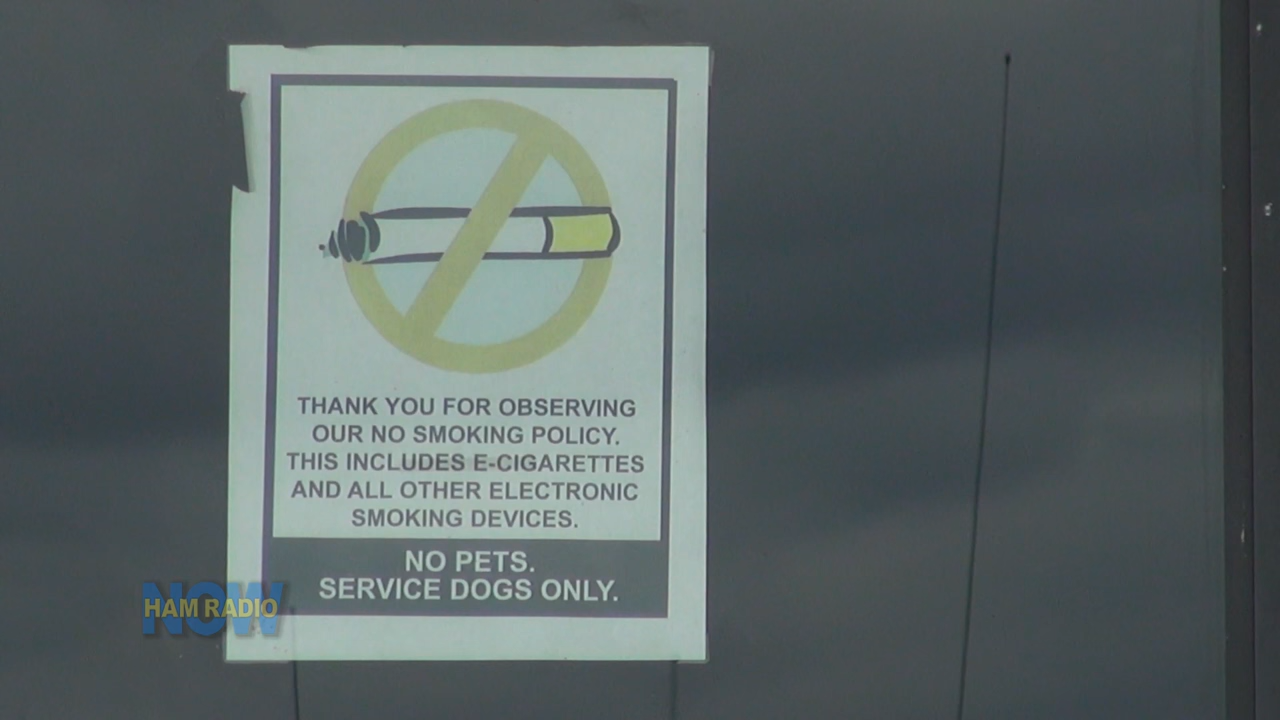 THANK YOU FOR OBSERVING
OUR NO SMOKING POLICY.
THIS INCLUDES E-CIGARETTES
AND ALL OTHER ELECTRONIC
SMOKING DEVICES.
NO PETS.
SERVICE DOGS ONLY.
HAM RADIO
NOW